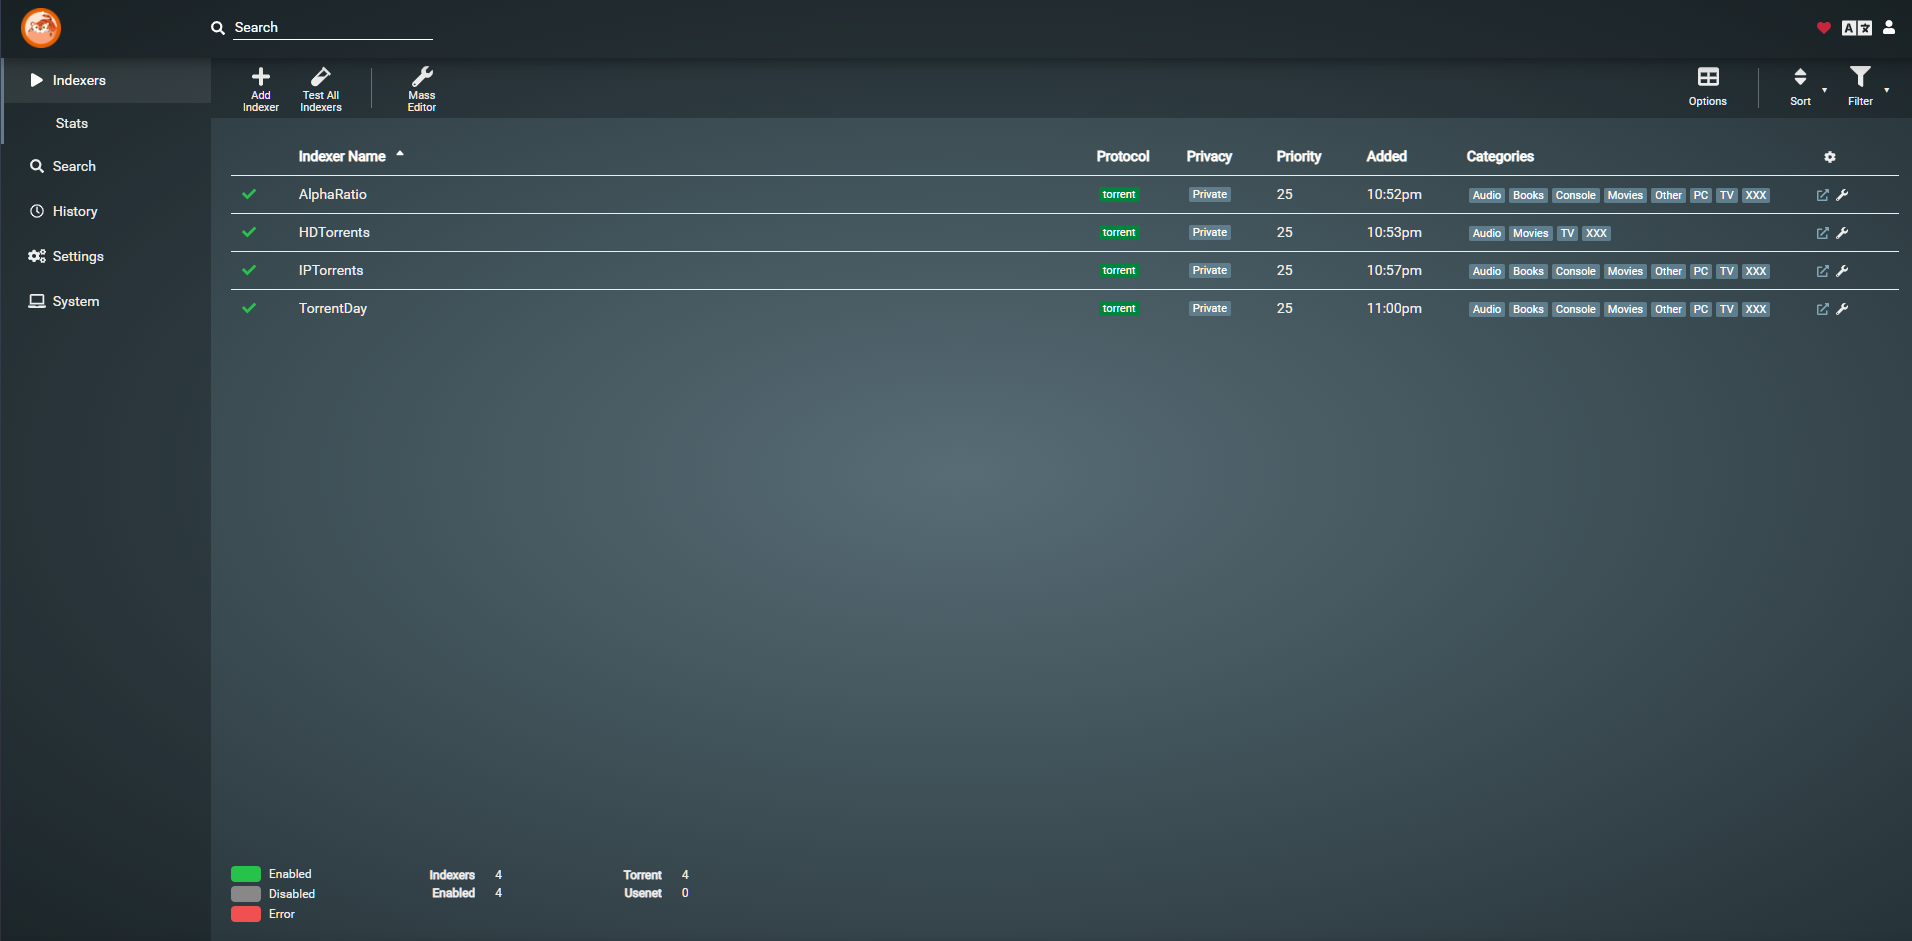 Search
Indexers
Stats
Search
History
Settings
System
Add Indexer
Test All Indexers
Mass Editor
Options
Sort
Filter
Indexer Name Protocol Privacy Priority Added Categories
AlphaRatio torrent Private 25 10:52pm Audio Books Console Movies Other PC TV XXX
HDTorrents torrent Private 25 10:53pm Audio Movies TV XXX
IPTorrents torrent Private 25 10:57pm Audio Books Console Movies Other PC TV XXX
TorrentDay torrent Private 25 11:00pm Audio Books Console Movies Other PC TV XXX
Enabled
Disabled
Error
Indexers 4
Enabled 4
Torrent 4
Usenet 0